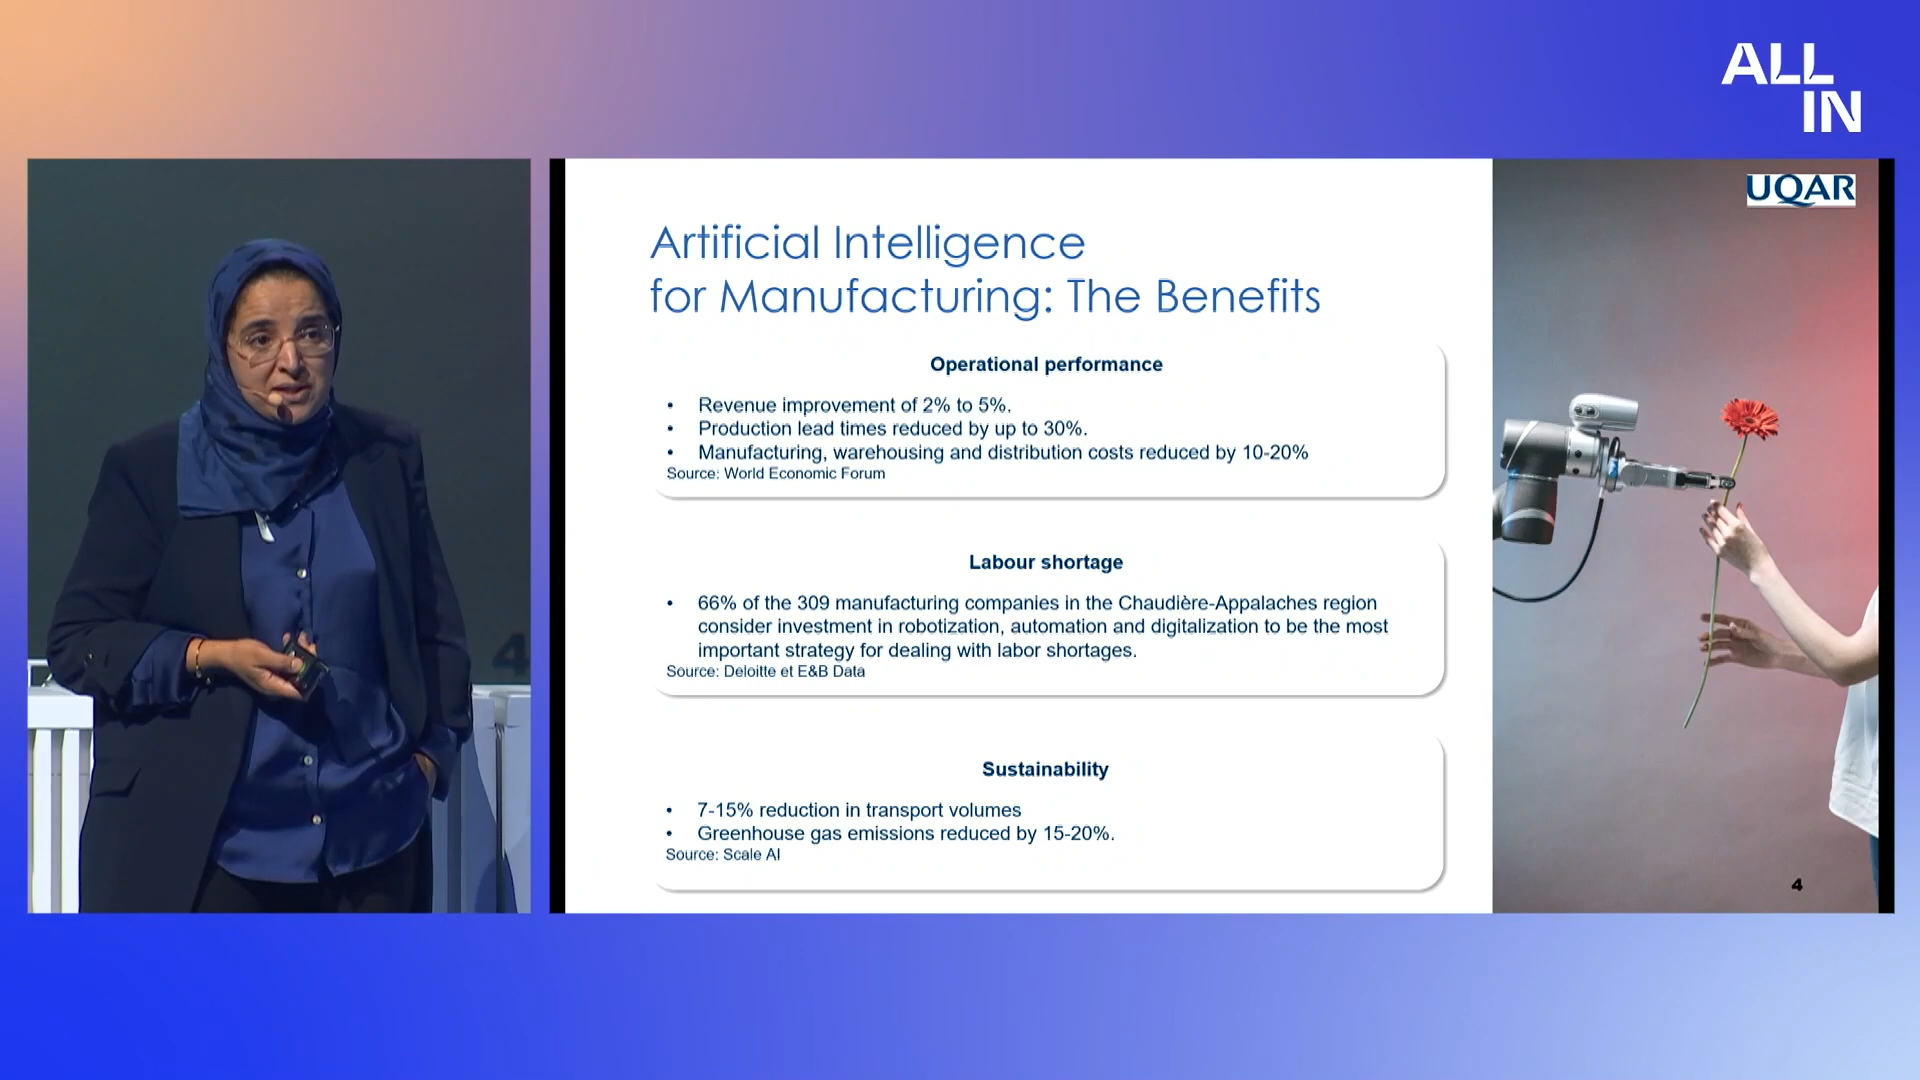 ALL
IN
UQAR
Artificial Intelligence
for Manufacturing: The Benefits
Operational performance
• Revenue improvement of 2% to 5%.
• Production lead times reduced by up to 30%.
• Manufacturing, warehousing and distribution costs reduced by 10-20%
Source: World Economic Forum
Labour shortage
• 66% of the 309 manufacturing companies in the Chaudière-Appalaches region
consider investment in robotization, automation and digitalization to be the most
important strategy for dealing with labor shortages.
Source: Deloitte et E&B Data
Sustainability
• 7-15% reduction in transport volumes
• Greenhouse gas emissions reduced by 15-20%.
Source: Scale AI
4
4